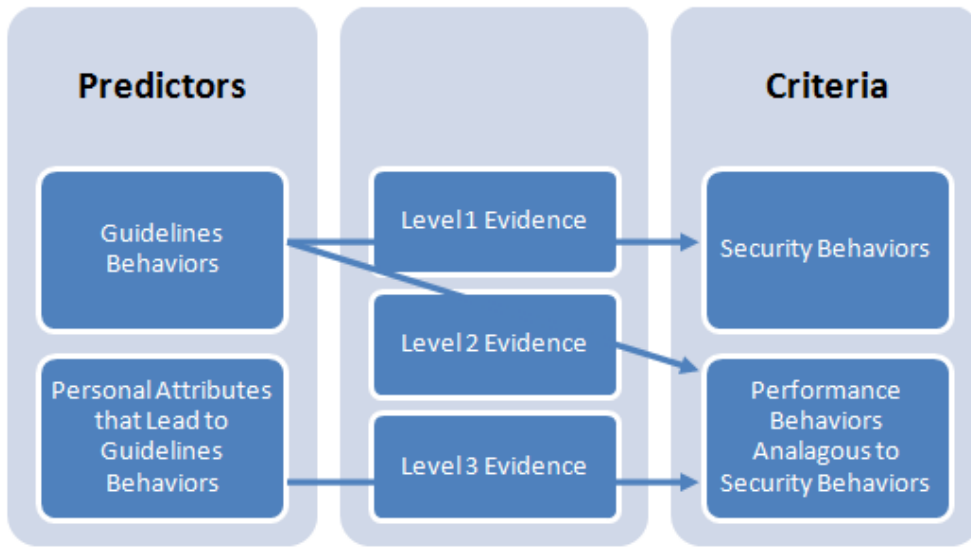 Predictors
Guidelines
Behaviors
Personal Attributes
that Lead to
Guidelines
Behaviors
Level 1 Evidence
Level 2 Evidence
Level 3 Evidence
Criteria
Security Behaviors
Performance
Behaviors
Analagous to
Security Behaviors